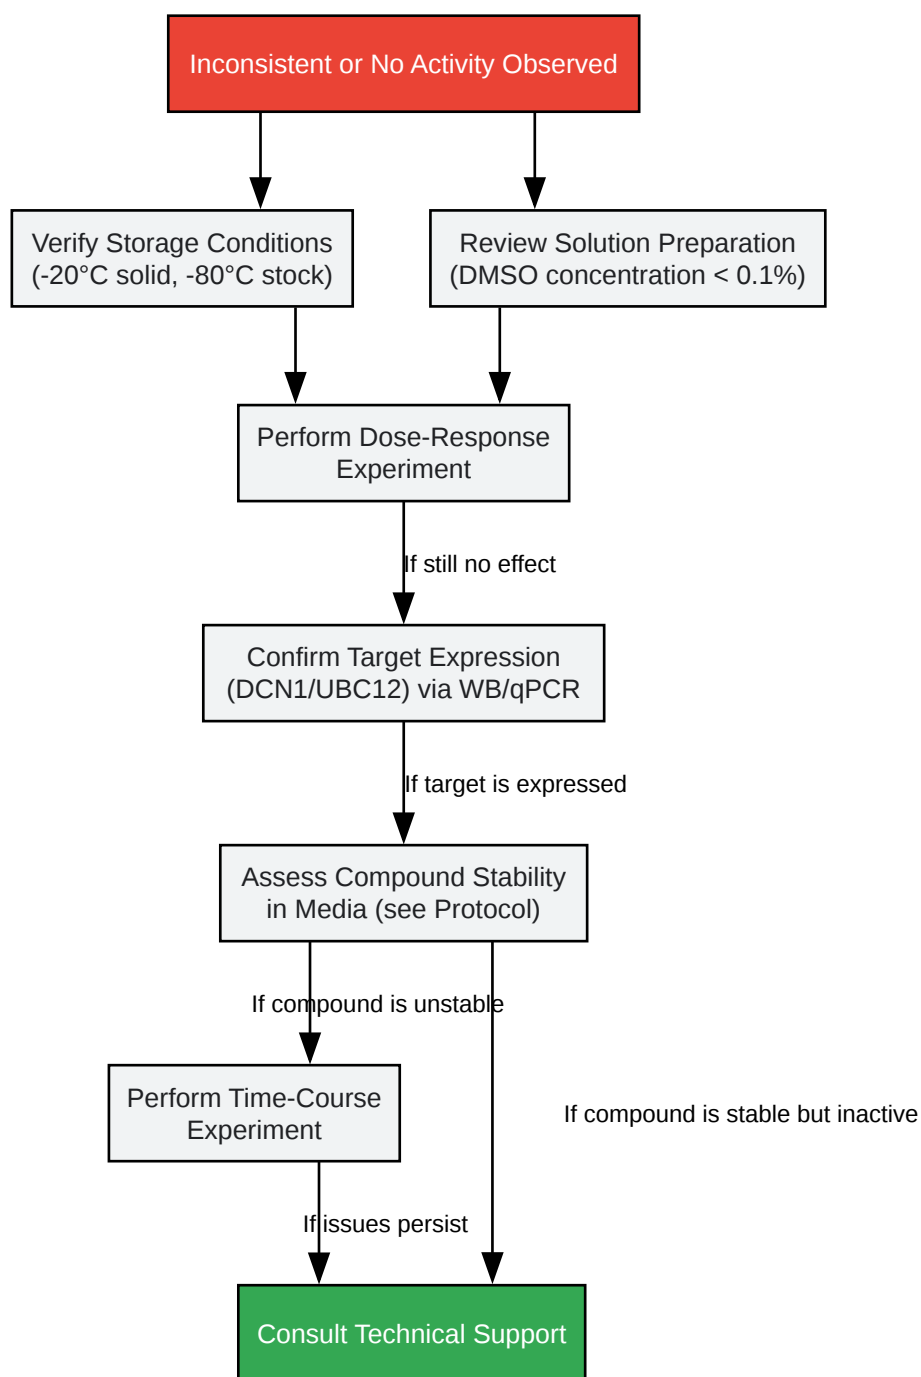 Inconsistent or No Activity Observed
Verify Storage Conditions
(-20°C solid, -80°C stock)
Review Solution Preparation
(DMSO concentration < 0.1%)
Perform Dose-Response
Experiment
If still no effect
Confirm Target Expression
(DCN1/UBC12) via WB/qPCR
If target is expressed
Assess Compound Stability
in Media (see Protocol)
If compound is unstable
Perform Time-Course
Experiment
If compound is stable but inactive
If issues persist
Consult Technical Support